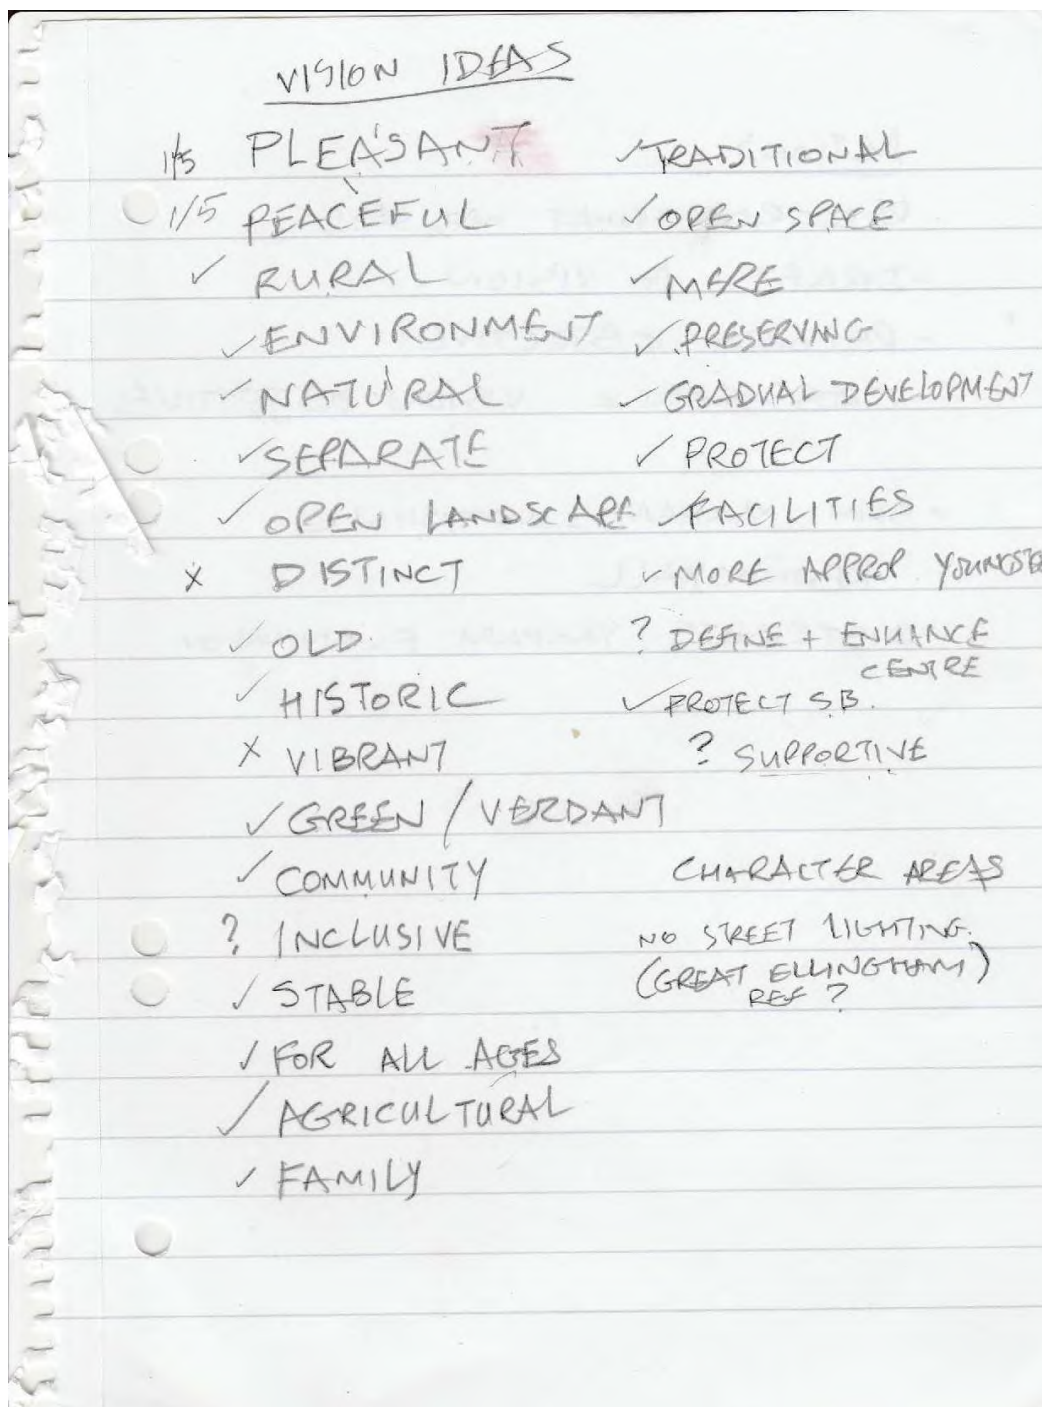 VISION IDEAS
1/5 PLEASANT
1/5 PEACEFUL
✓ RURAL
✓ ENVIRONMENT
✓ NATURAL
✓ SEPARATE
✓ OPEN LANDSCAPE
x DISTINCT
✓ OLD
✓ HISTORIC
x VIBRANT
✓ GREEN / VERDANT
✓ COMMUNITY
? INCLUSIVE
✓ STABLE
✓ FOR ALL AGES
✓ AGRICULTURAL
✓ FAMILY
✓ TRADITIONAL
✓ OPEN SPACE
✓ MERE
✓ PRESERVING
✓ GRADUAL DEVELOPMENT
✓ PROTECT
✓ FACILITIES
✓ MORE APPROP
? DEFINE + ENHANCE
CENTRE
✓ PROTECT S.B.
? SUPPORTIVE
CHARACTER AREAS
NO STREET LIGHTING.
(GREAT ELLINGHAM)
REF ?